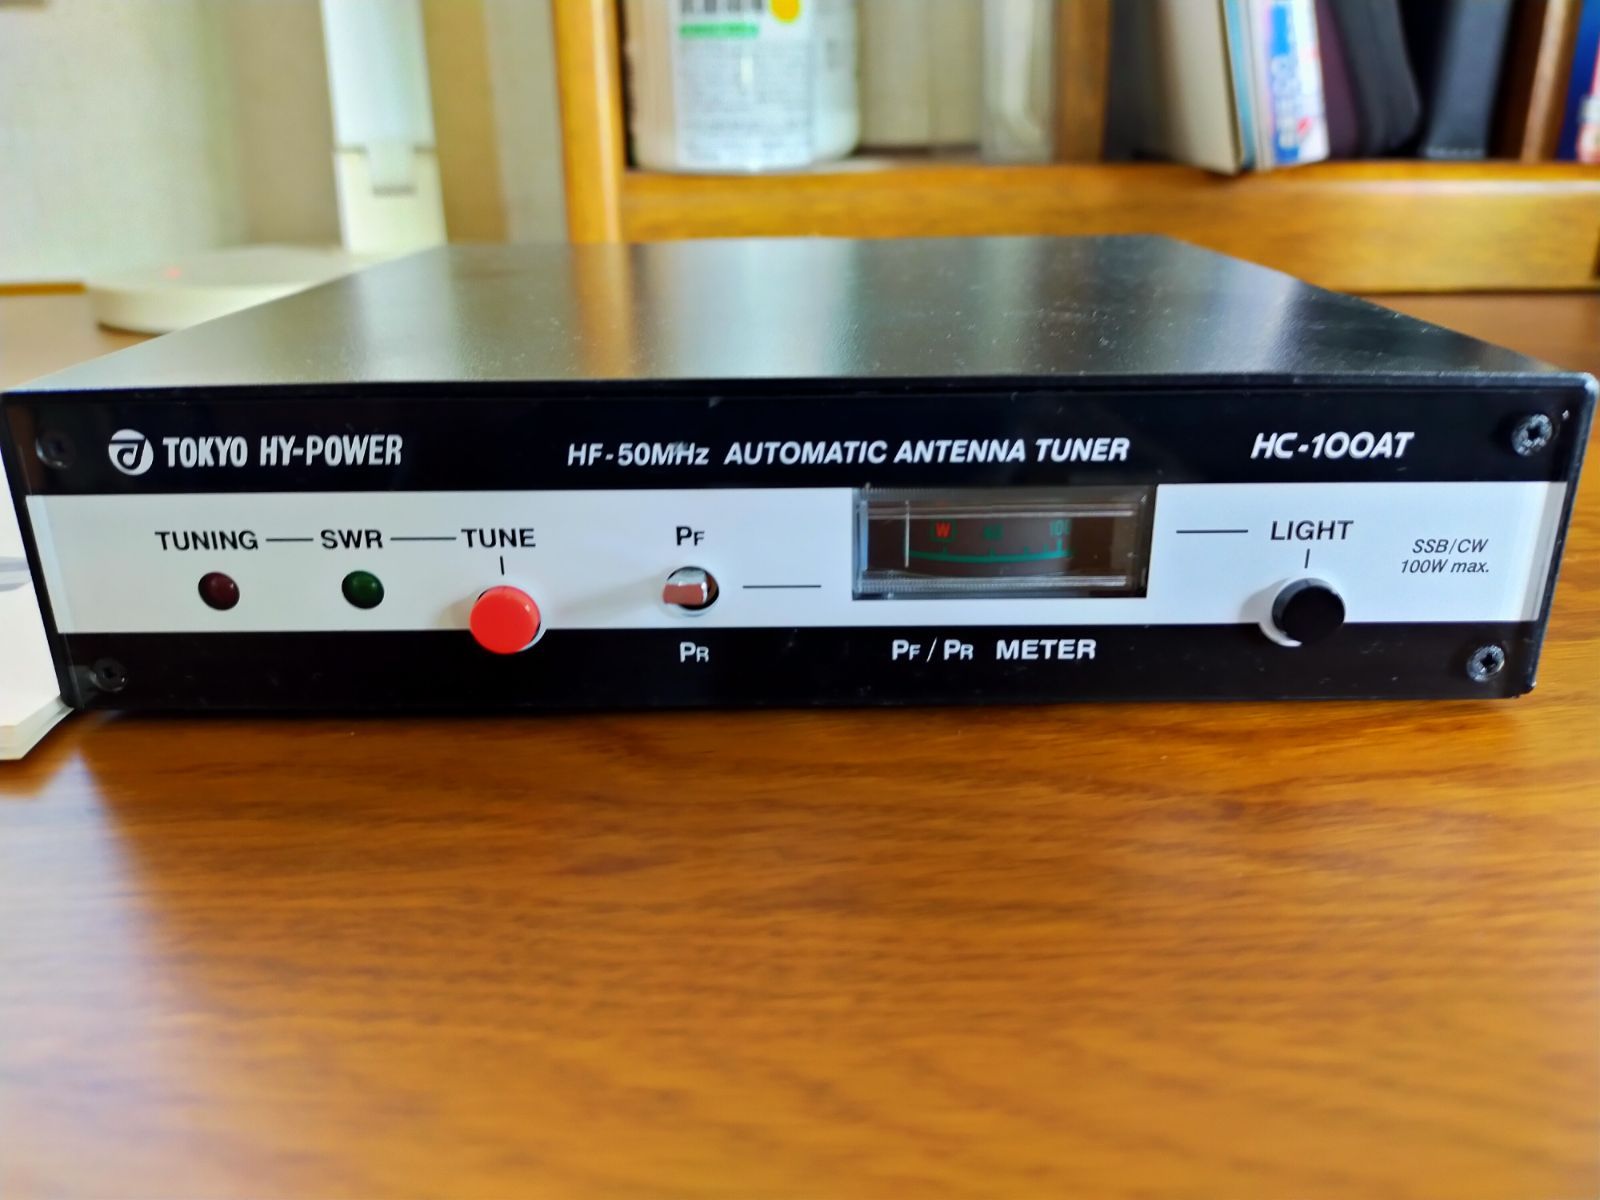 TOKYO HY-POWER
HF-50MHz AUTOMATIC ANTENNA TUNER
HC-100AT
TUNING
SWR
TUNE
PF
W
100
LIGHT
SSB/CW
100W max.
PR
PF/PR METER